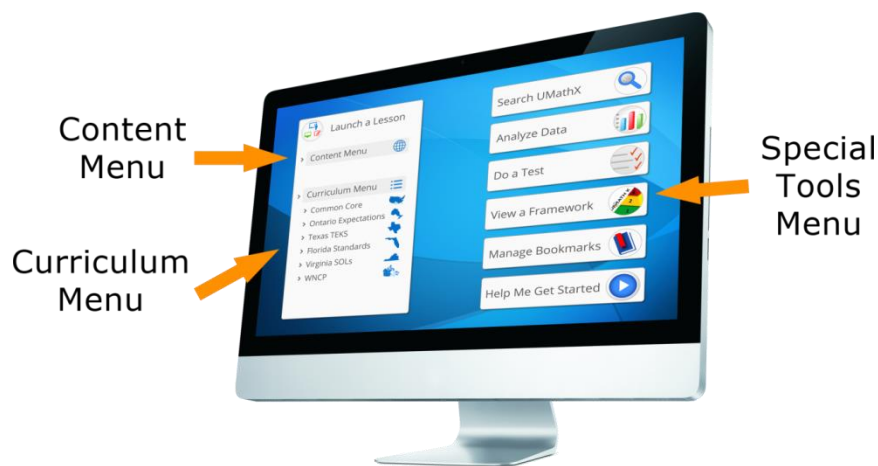 Content
Menu
Curriculum
Menu
Launch a Lesson
> Content Menu
> Curriculum Menu
> Common Core
> Ontario Expectations
> Texas TEKS
> Florida Standards
> Virginia SOLs
> WNCP
Search UMathX
Analyze Data
Do a Test
View a Framework
Manage Bookmarks
Help Me Get Started
Special
Tools
Menu